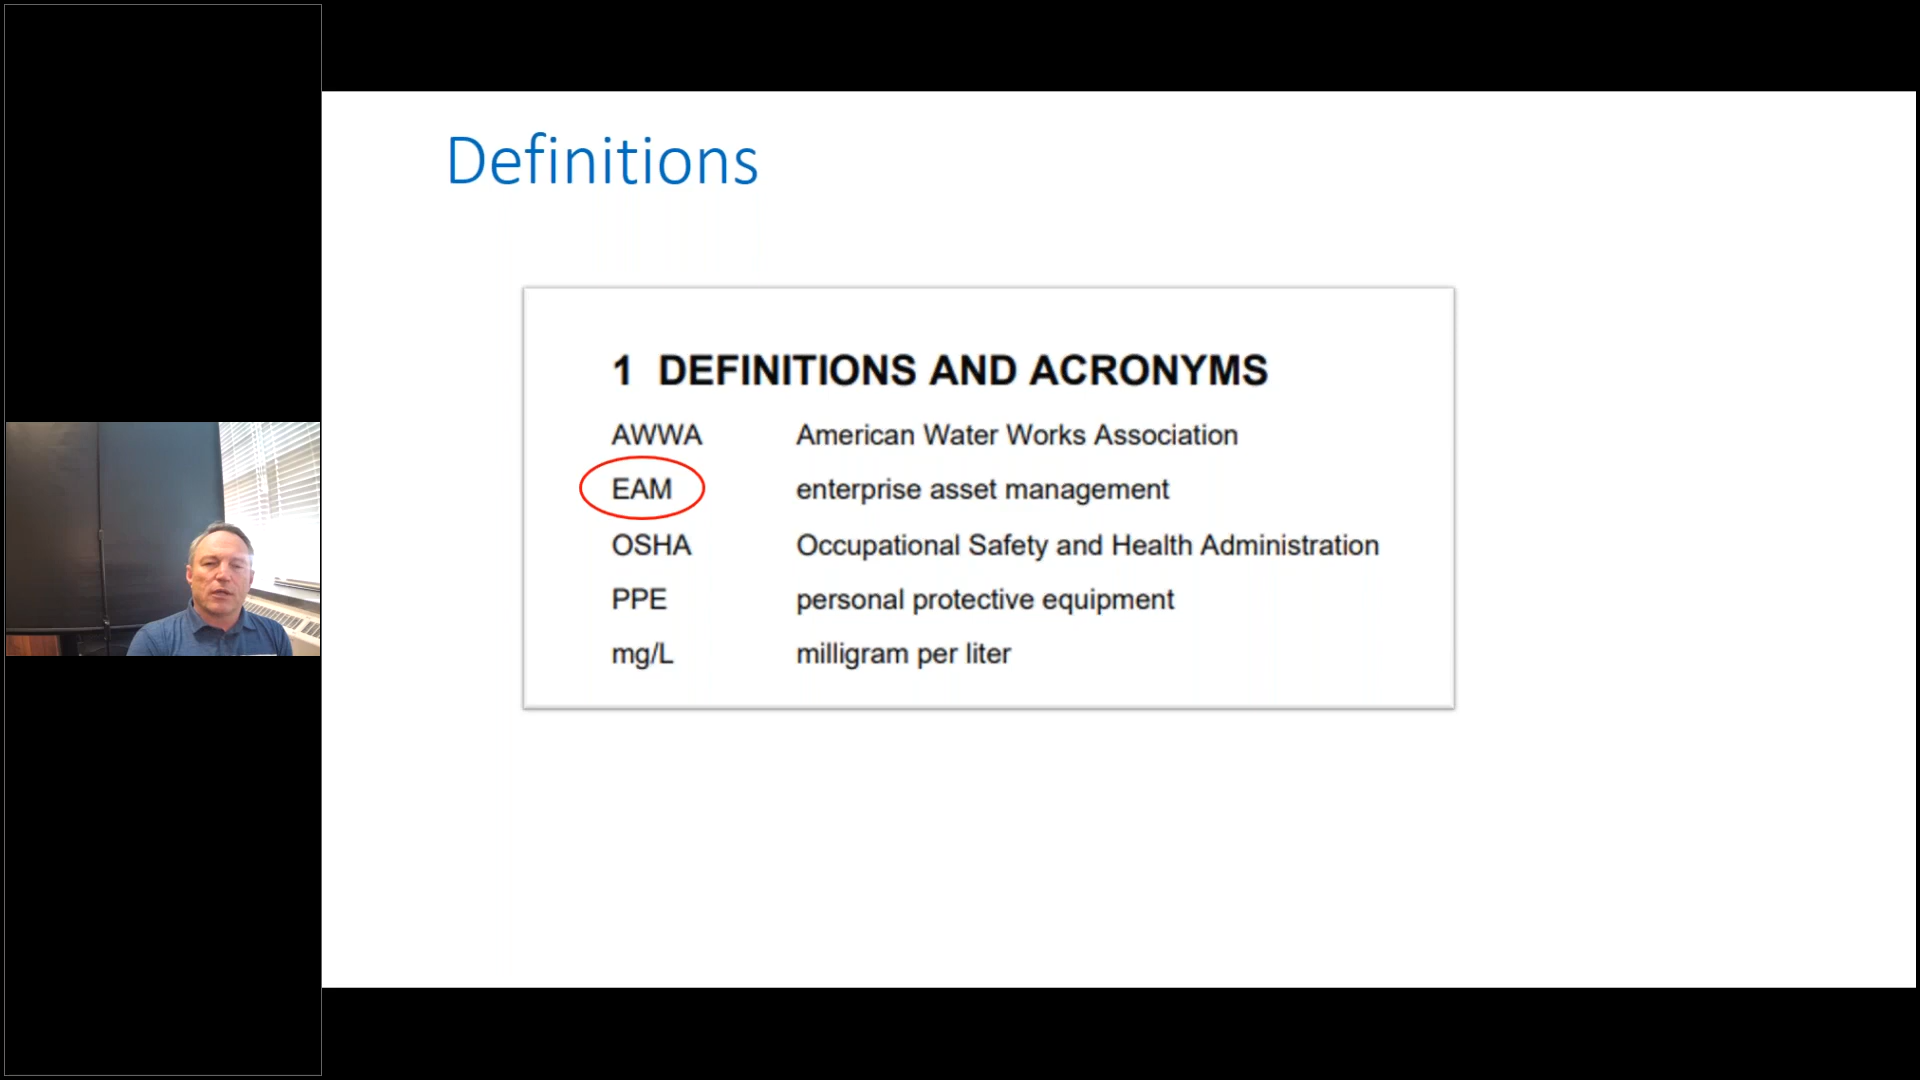 Definitions
1 DEFINITIONS AND ACRONYMS
AWWA American Water Works Association
EAM enterprise asset management
OSHA Occupational Safety and Health Administration
PPE personal protective equipment
mg/L milligram per liter